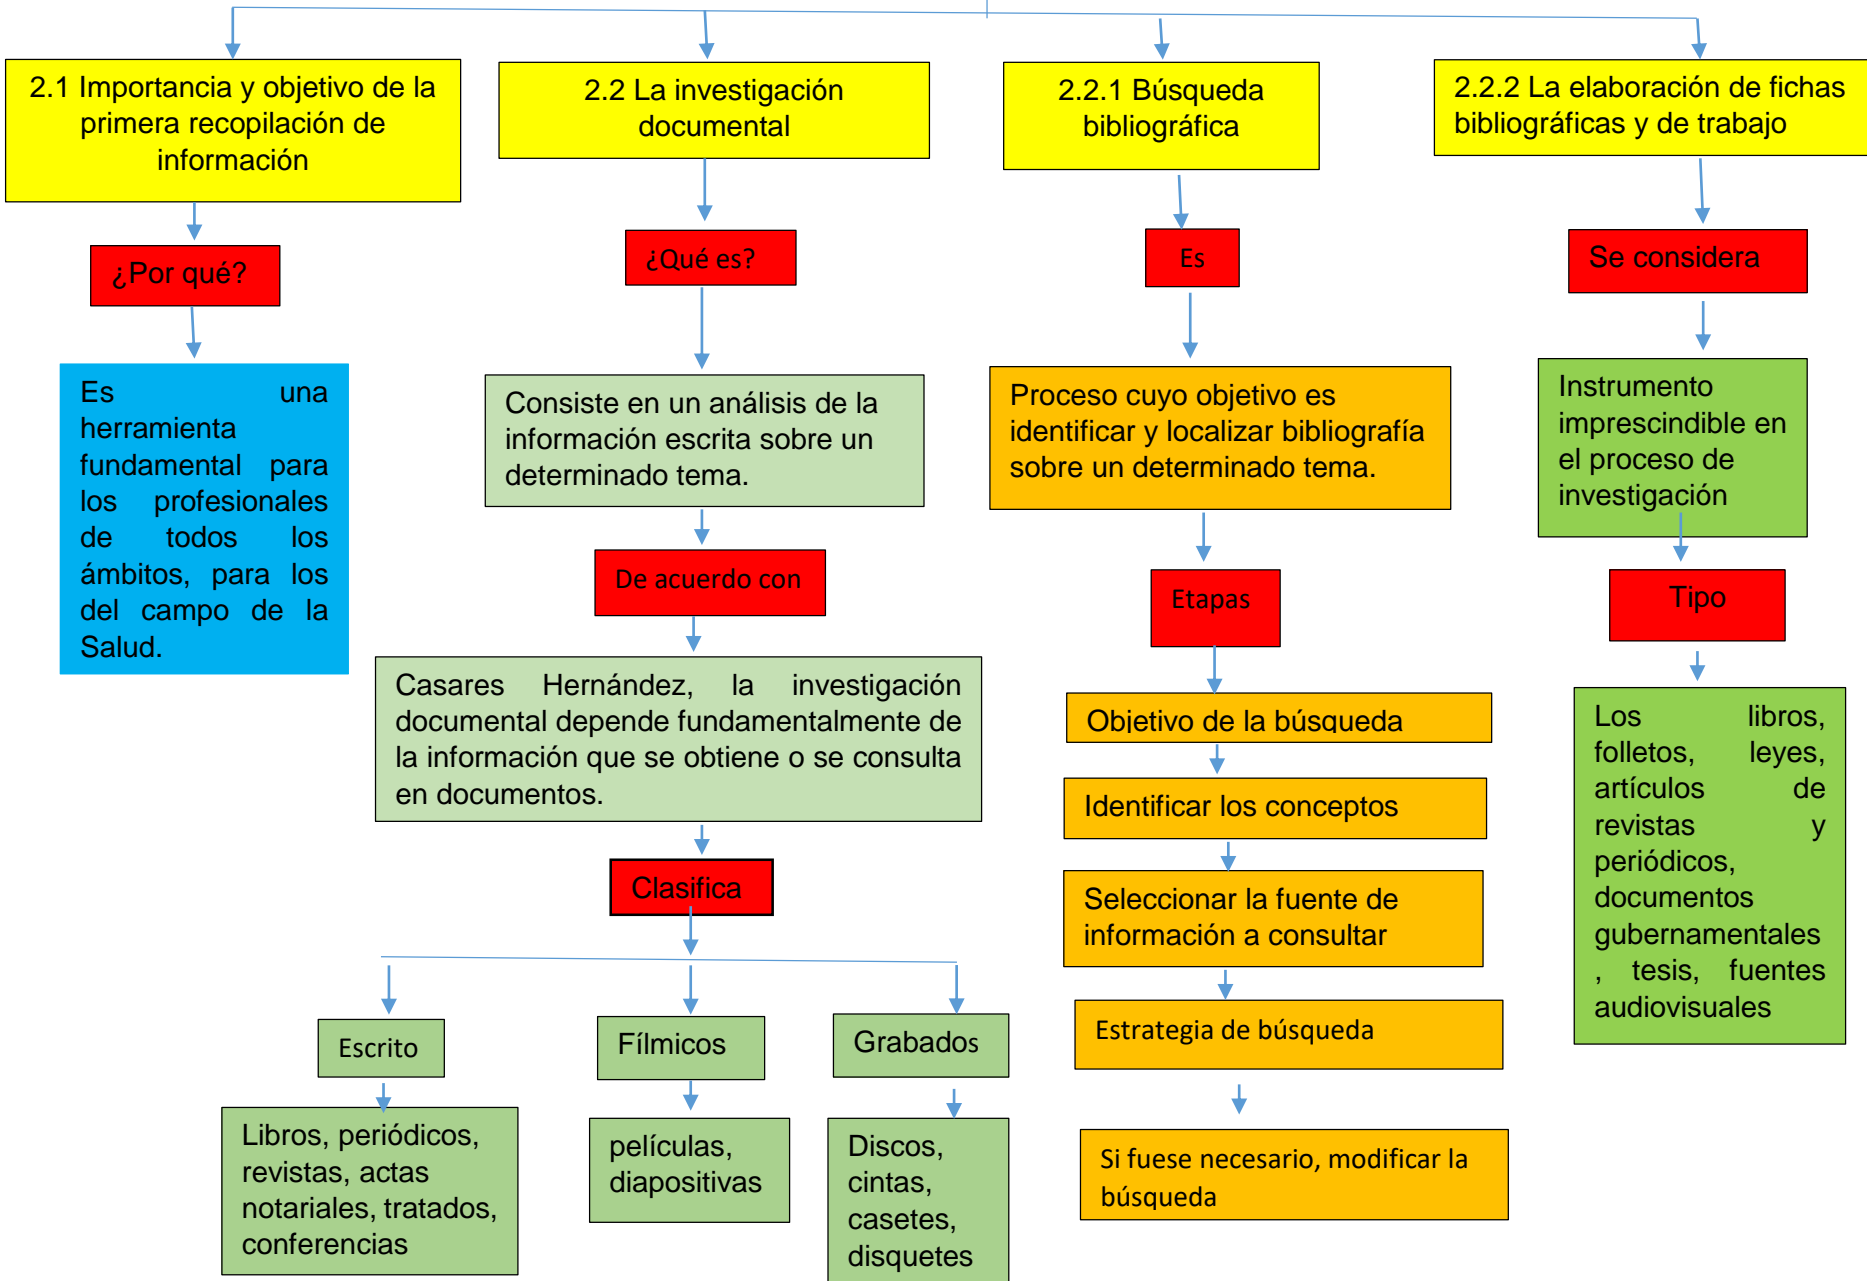 2.1 Importancia y objetivo de la
primera recopilación de
información
¿Por qué?
Es una
herramienta
fundamental para
los profesionales
de todos los
ámbitos, para los
del campo de la
Salud.
2.2 La investigación
documental
¿Qué es?
Consiste en un análisis de la
información escrita sobre un
determinado tema.
De acuerdo con
Casares Hernández, la investigación
documental depende fundamentalmente de
la información que se obtiene o se consulta
en documentos.
Clasifica
Escrito
Libros, periódicos,
revistas, actas
notariales, tratados,
conferencias
Fílmicos
películas,
diapositivas
Grabados
Discos,
cintas,
casetes,
disquetes
2.2.1 Búsqueda
bibliográfica
Es
Proceso cuyo objetivo es
identificar y localizar bibliografía
sobre un determinado tema.
Etapas
Objetivo de la búsqueda
Identificar los conceptos
Seleccionar la fuente de
información a consultar
Estrategia de búsqueda
Si fuese necesario, modificar la
búsqueda
2.2.2 La elaboración de fichas
bibliográficas y de trabajo
Se considera
Instrumento
imprescindible en
el proceso de
investigación
Tipo
Los libros,
folletos, leyes,
artículos de
revistas y
periódicos,
documentos
gubernamentales
, tesis, fuentes
audiovisuales